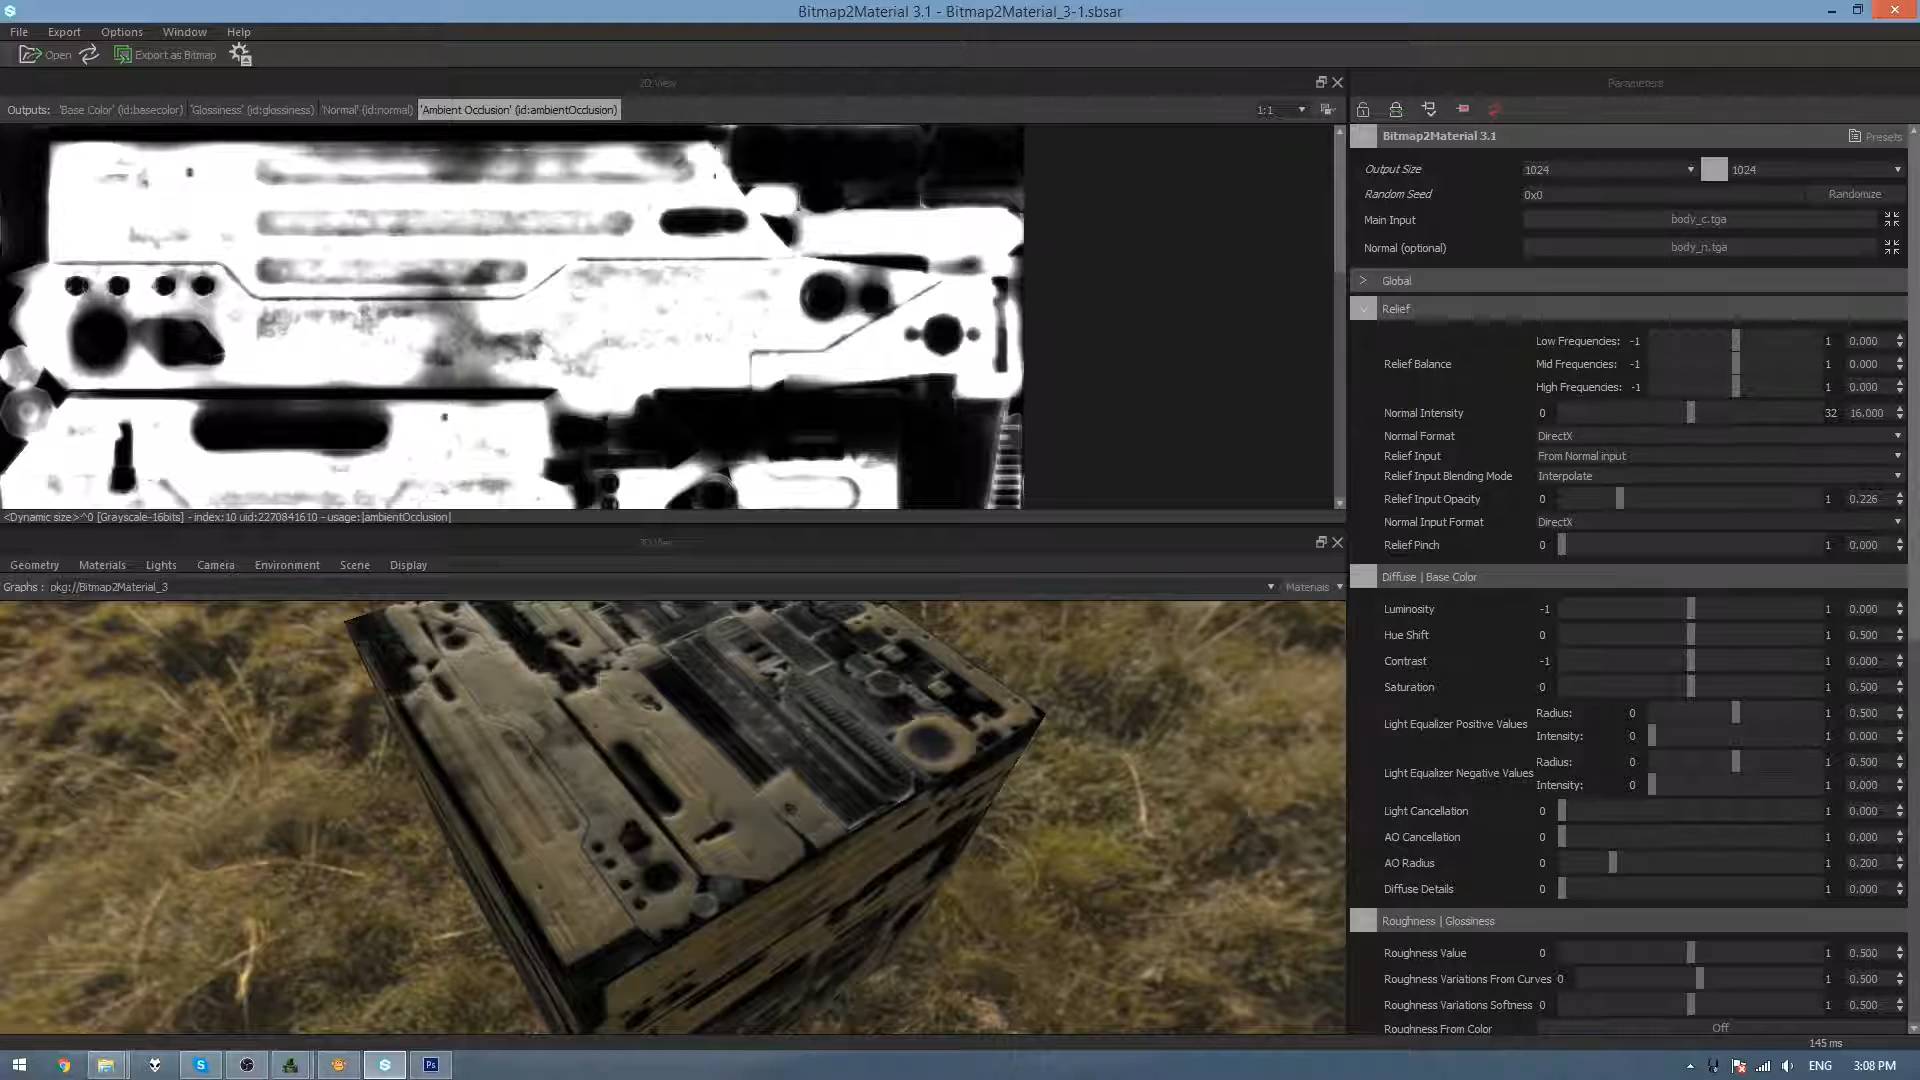 Bitmap2Material 3.1 - Bitmap2Material_3-1.sbsar
File Export Options Window Help
Open Export as Bitmap
2D View
Parameters
Outputs: 'Base Color' (id:basecolor) 'Glossiness' (id:glossiness) 'Normal' (id:normal) 'Ambient Occlusion' (id:ambientOcclusion) 1:1
Bitmap2Material 3.1 Presets
Output Size 1024 1024
Random Seed 0x0 Randomize
Main Input body_c.tga
Normal (optional) body_n.tga
Global
Relief
Relief Balance
Low Frequencies: -1 1 0.000
Mid Frequencies: -1 1 0.000
High Frequencies: -1 1 0.000
Normal Intensity 0 32 16.000
Normal Format DirectX
Relief Input From Normal input
Relief Input Blending Mode Interpolate
Relief Input Opacity 0 1 0.226
Normal Input Format DirectX
Relief Pinch 0 1 0.000
Diffuse | Base Color
Luminosity -1 1 0.000
Hue Shift 0 1 0.500
Contrast -1 1 0.000
Saturation 0 1 0.500
Light Equalizer Positive Values
Radius: 0 1 0.500
Intensity: 0 1 0.000
Light Equalizer Negative Values
Radius: 0 1 0.500
Intensity: 0 1 0.000
Light Cancellation 0 1 0.000
AO Cancellation 0 1 0.000
AO Radius 0 1 0.200
Diffuse Details 0 1 0.000
Roughness | Glossiness
Roughness Value 0 1 0.500
Roughness Variations From Curves 0 1 0.500
Roughness Variations Softness 0 1 0.500
Roughness From Color Off
<Dynamic size>^0 [Grayscale-16bits] - index:10 uid:2270841610 - usage:|ambientOcclusion|
3D View
Geometry Materials Lights Camera Environment Scene Display
Graphs : pkg://Bitmap2Material_3 Materials
145 ms
S
Ps
ENG 3:08 PM